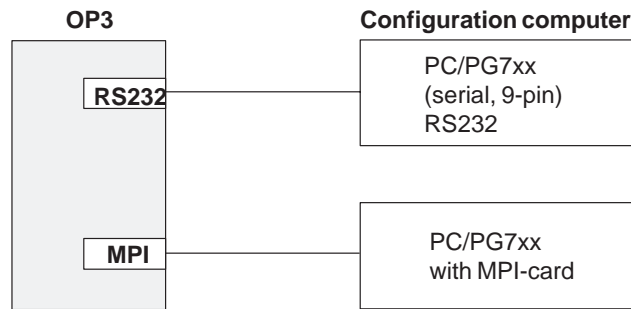 OP3
Configuration computer
RS232
PC/PG7xx
(serial, 9-pin)
RS232
MPI
PC/PG7xx
with MPI-card